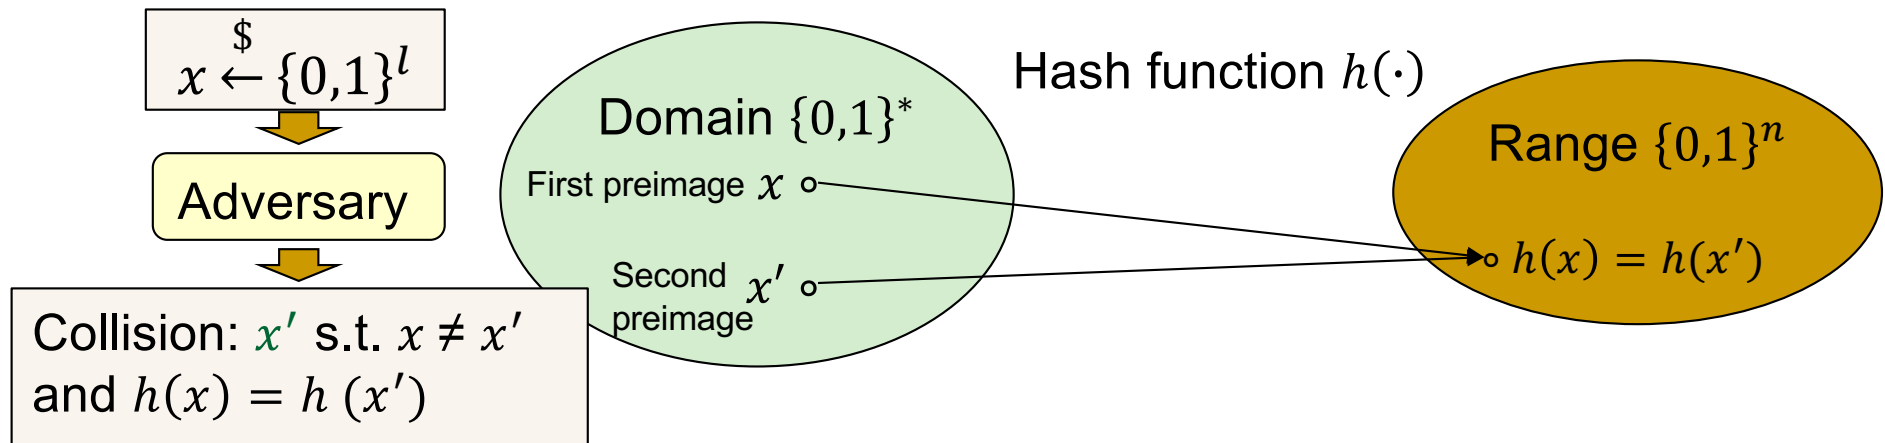 $
x ← {0,1}^l
Adversary
Collision: x′ s.t. x ≠ x′
and h(x) = h (x′)
Domain {0,1}*
First preimage x
Second x′
preimage
Hash function h(·)
Range {0,1}^n
h(x) = h(x′)